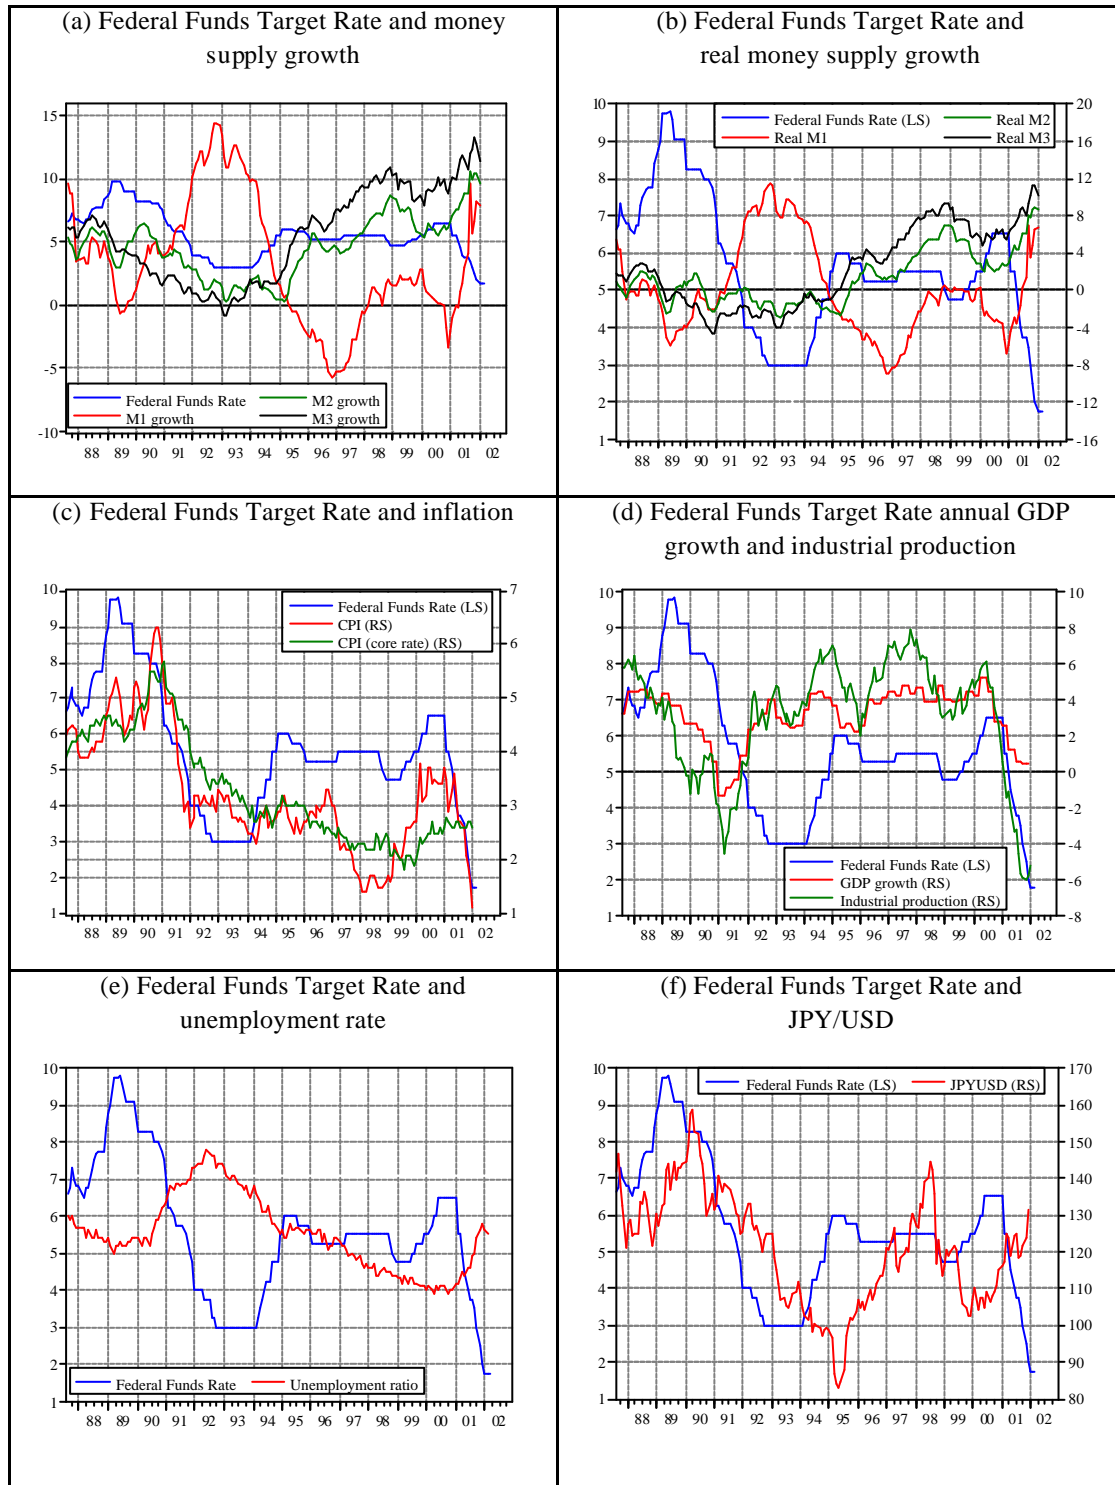 (a) Federal Funds Target Rate and money
supply growth
15
10
5
0
-5
-10
Federal Funds Rate
M1 growth
M2 growth
M3 growth
88 89 90 91 92 93 94 95 96 97 98 99 00 01 02
(b) Federal Funds Target Rate and
real money supply growth
10
9
8
7
6
5
4
3
2
1
Federal Funds Rate (LS)
Real M1
Real M2
Real M3
20
16
12
8
4
0
-4
-8
-12
-16
88 89 90 91 92 93 94 95 96 97 98 99 00 01 02
(c) Federal Funds Target Rate and inflation
10
9
8
7
6
5
4
3
2
1
Federal Funds Rate (LS)
CPI (RS)
CPI (core rate) (RS)
7
6
5
4
3
2
1
88 89 90 91 92 93 94 95 96 97 98 99 00 01 02
(d) Federal Funds Target Rate annual GDP
growth and industrial production
10
9
8
7
6
5
4
3
2
1
Federal Funds Rate (LS)
GDP growth (RS)
Industrial production (RS)
10
8
6
4
2
0
-2
-4
-6
-8
88 89 90 91 92 93 94 95 96 97 98 99 00 01 02
(e) Federal Funds Target Rate and
unemployment rate
10
9
8
7
6
5
4
3
2
1
Federal Funds Rate
Unemployment ratio
88 89 90 91 92 93 94 95 96 97 98 99 00 01 02
(f) Federal Funds Target Rate and
JPY/USD
10
9
8
7
6
5
4
3
2
1
Federal Funds Rate (LS)
JPYUSD (RS)
170
160
150
140
130
120
110
100
90
80
88 89 90 91 92 93 94 95 96 97 98 99 00 01 02